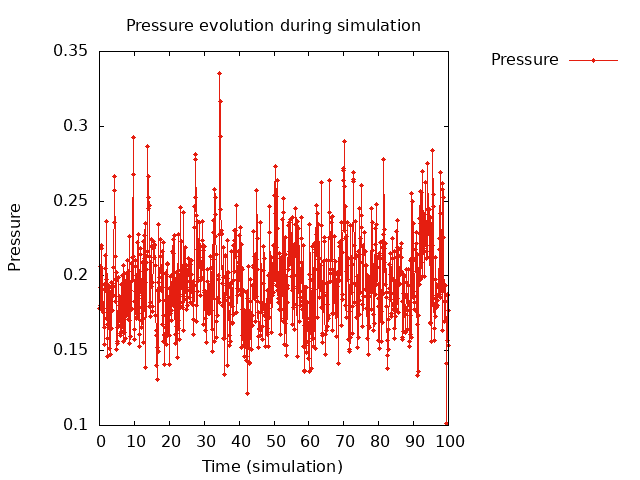 Pressure evolution during simulation
Pressure
0.35
0.3
0.25
0.2
0.15
0.1
Pressure
0 10 20 30 40 50 60 70 80 90 100
Time (simulation)